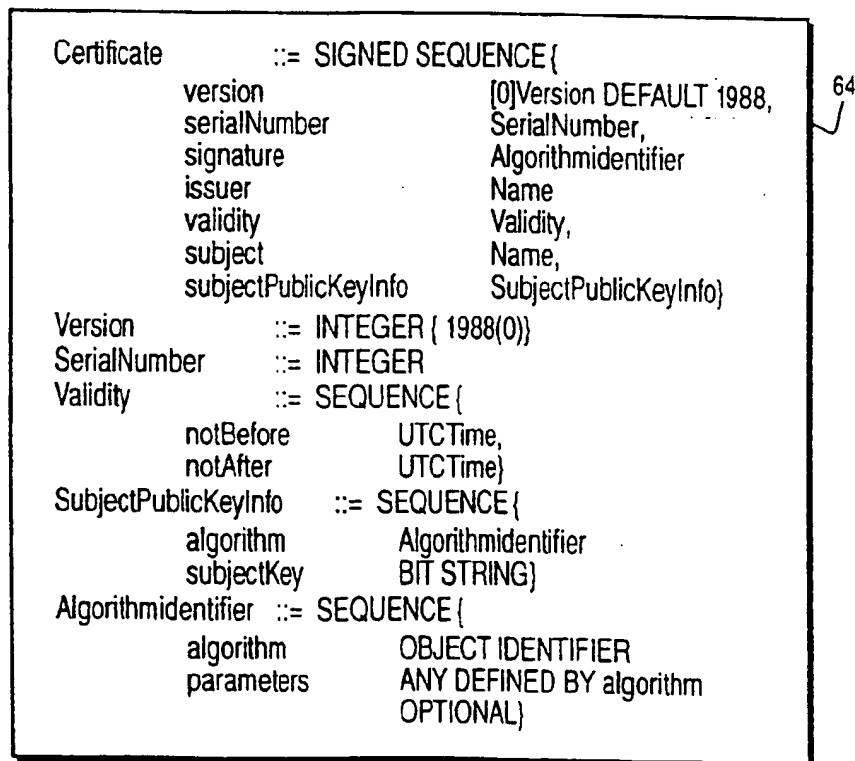 Certificate ::= SIGNED SEQUENCE{
version [0]Version DEFAULT 1988,
64
serialNumber SerialNumber,
signature Algorithmidentifier
issuer Name
validity Validity,
subject Name,
subjectPublicKeyInfo SubjectPublicKeyInfo}
Version ::= INTEGER { 1988(0)}
SerialNumber ::= INTEGER
Validity ::= SEQUENCE{
notBefore UTCTime,
notAfter UTCTime}
SubjectPublicKeyInfo ::= SEQUENCE{
algorithm Algorithmidentifier
subjectKey BIT STRING}
Algorithmidentifier ::= SEQUENCE{
algorithm OBJECT IDENTIFIER
parameters ANY DEFINED BY algorithm
OPTIONAL}